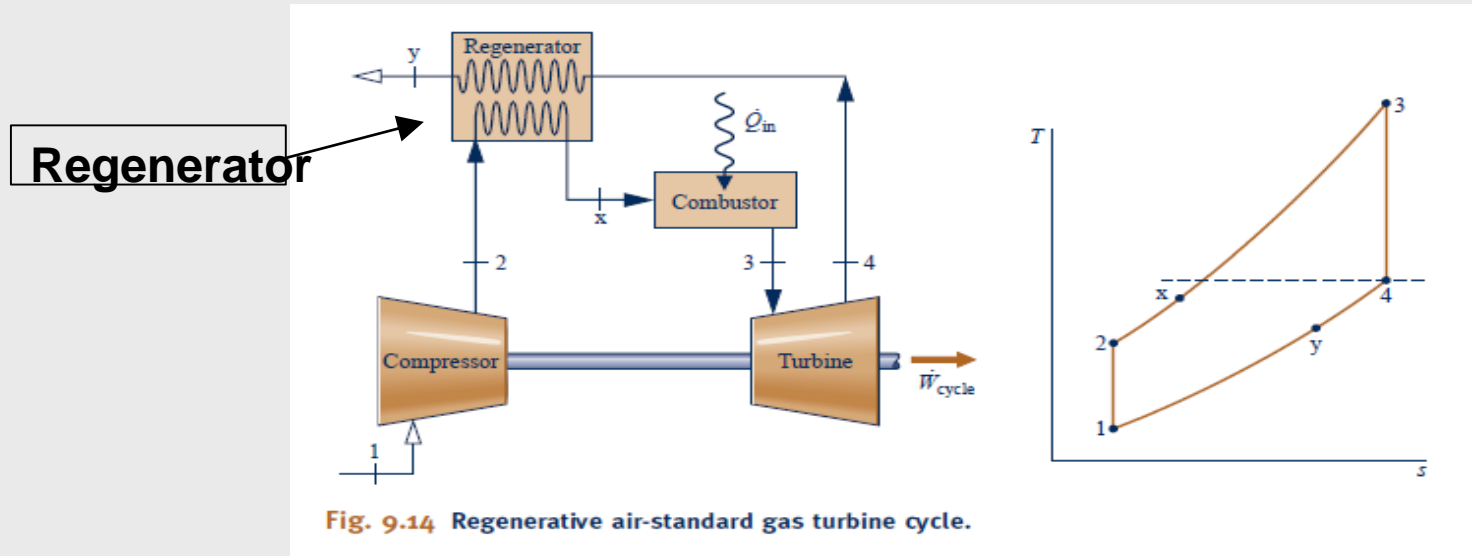 Regenerator
y
Regenerator
Q̇in
x
Combustor
2
3
4
Compressor
Turbine
Ẇcycle
1
T
3
x
4
2
y
1
s
Fig. 9.14 Regenerative air-standard gas turbine cycle.